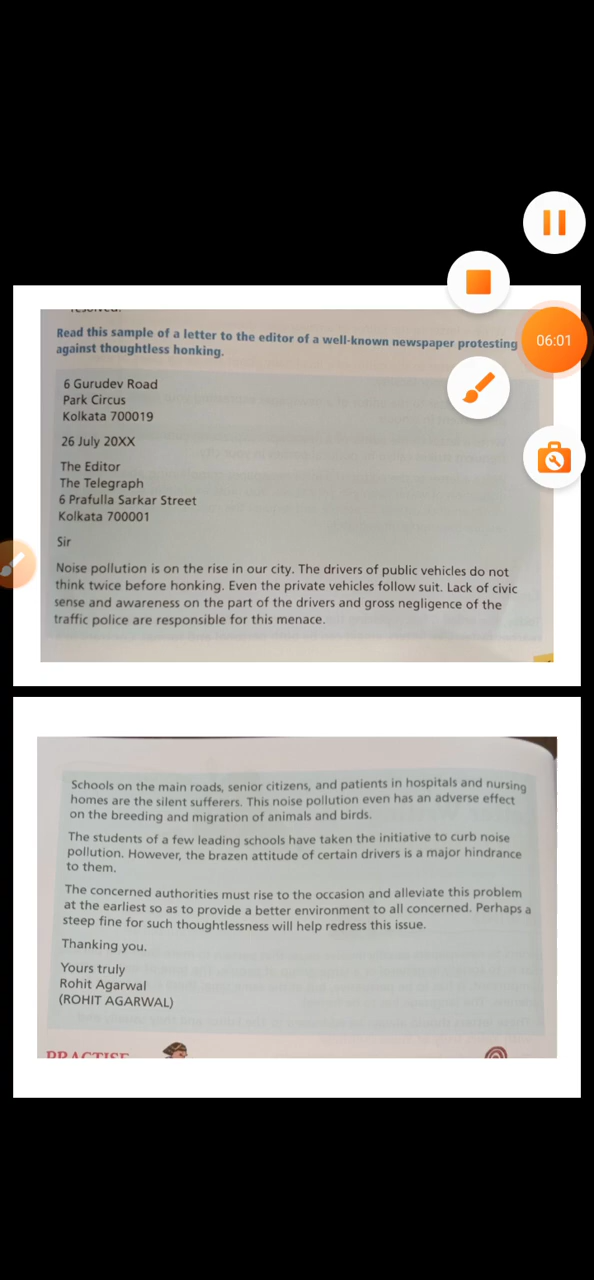 Read this sample of a letter to the editor of a well-known newspaper protesting
against thoughtless honking.
6 Gurudev Road
Park Circus
Kolkata 700019
26 July 20XX
The Editor
The Telegraph
6 Prafulla Sarkar Street
Kolkata 700001
Sir
Noise pollution is on the rise in our city. The drivers of public vehicles do not
think twice before honking. Even the private vehicles follow suit. Lack of civic
sense and awareness on the part of the drivers and gross negligence of the
traffic police are responsible for this menace.
06:01
Schools on the main roads, senior citizens, and patients in hospitals and nursing
homes are the silent sufferers. This noise pollution even has an adverse effect
on the breeding and migration of animals and birds.
The students of a few leading schools have taken the initiative to curb noise
pollution. However, the brazen attitude of certain drivers is a major hindrance
to them.
The concerned authorities must rise to the occasion and alleviate this problem
at the earliest so as to provide a better environment to all concerned. Perhaps a
steep fine for such thoughtlessness will help redress this issue.
Thanking you.
Yours truly
Rohit Agarwal
(ROHIT AGARWAL)
PRACTISE